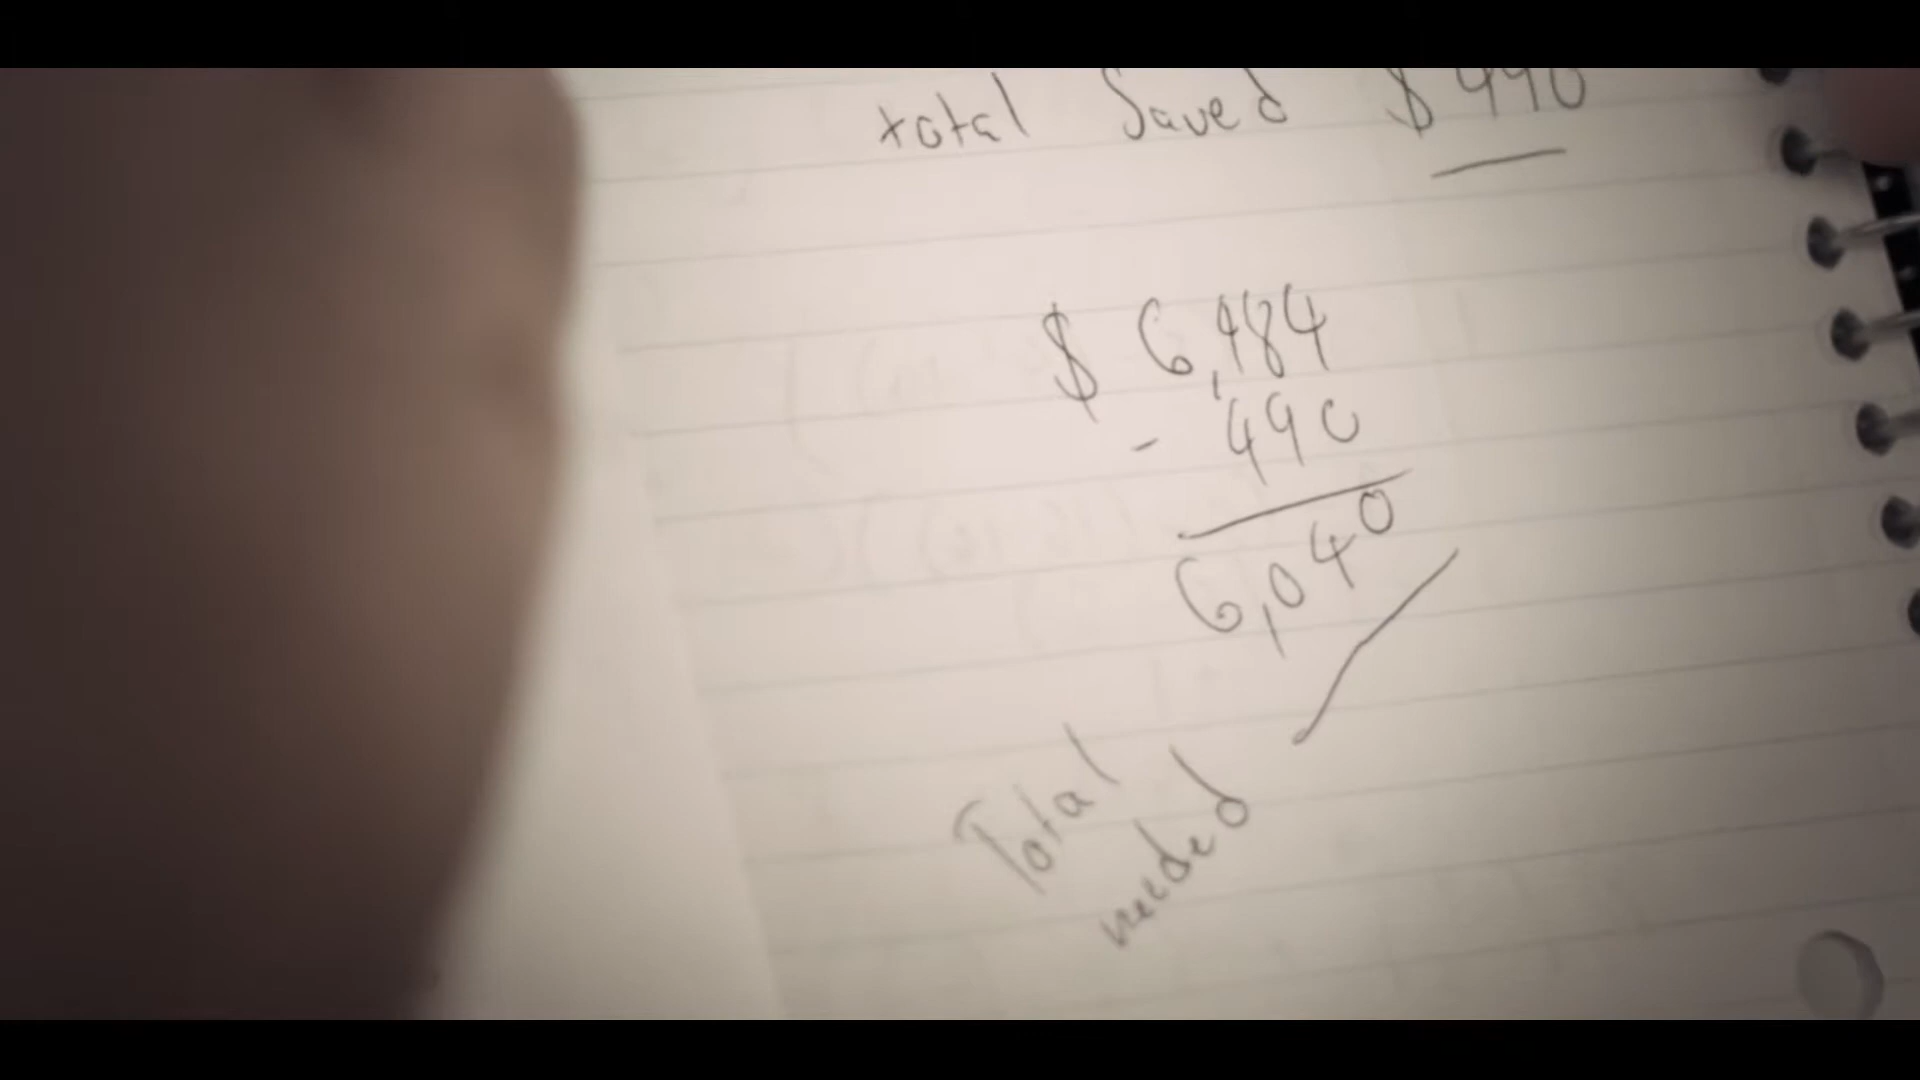 total Saved $ 490
$ 6,484
- 490
6,040
Total
needed